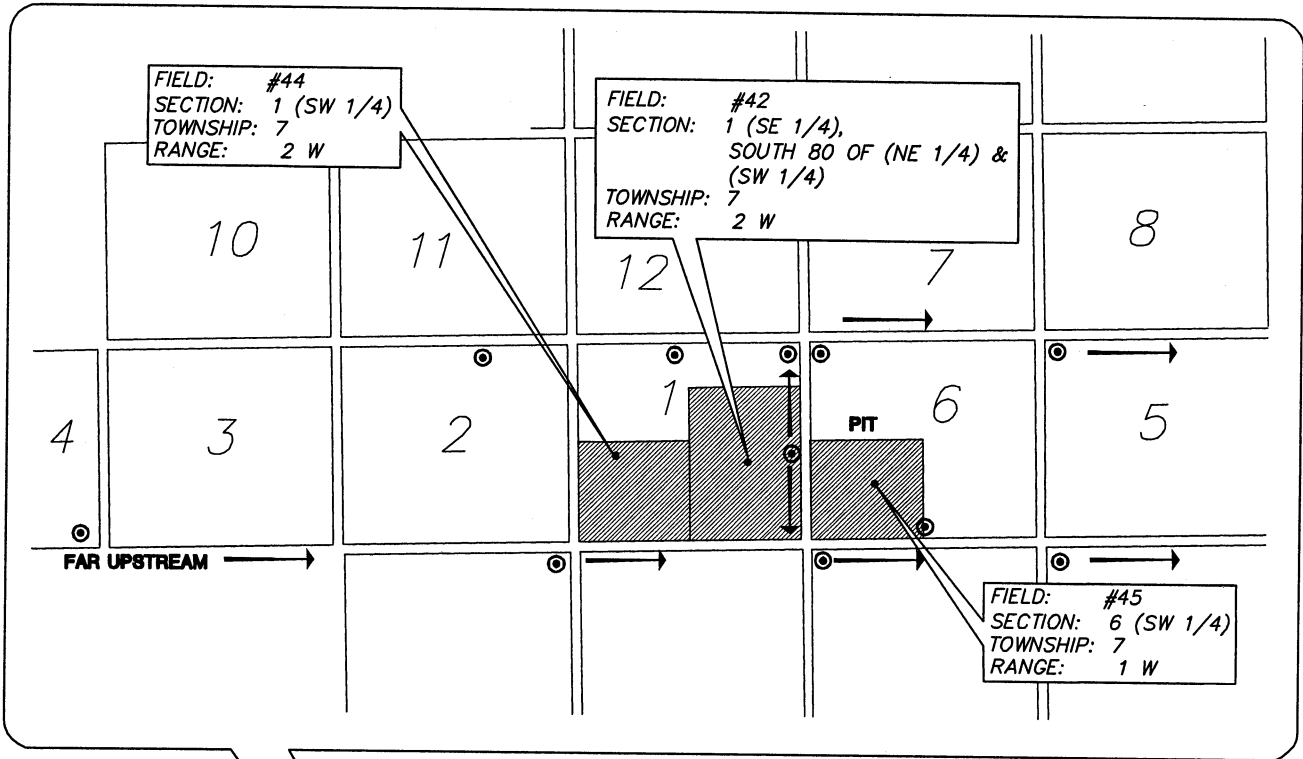 FIELD: #44
SECTION: 1 (SW 1/4)
TOWNSHIP: 7
RANGE: 2 W
FIELD: #42
SECTION: 1 (SE 1/4),
SOUTH 80 OF (NE 1/4) &
(SW 1/4)
TOWNSHIP: 7
RANGE: 2 W
10
11
12
7
8
4
3
2
1
PIT
6
5
FAR UPSTREAM
FIELD: #45
SECTION: 6 (SW 1/4)
TOWNSHIP: 7
RANGE: 1 W